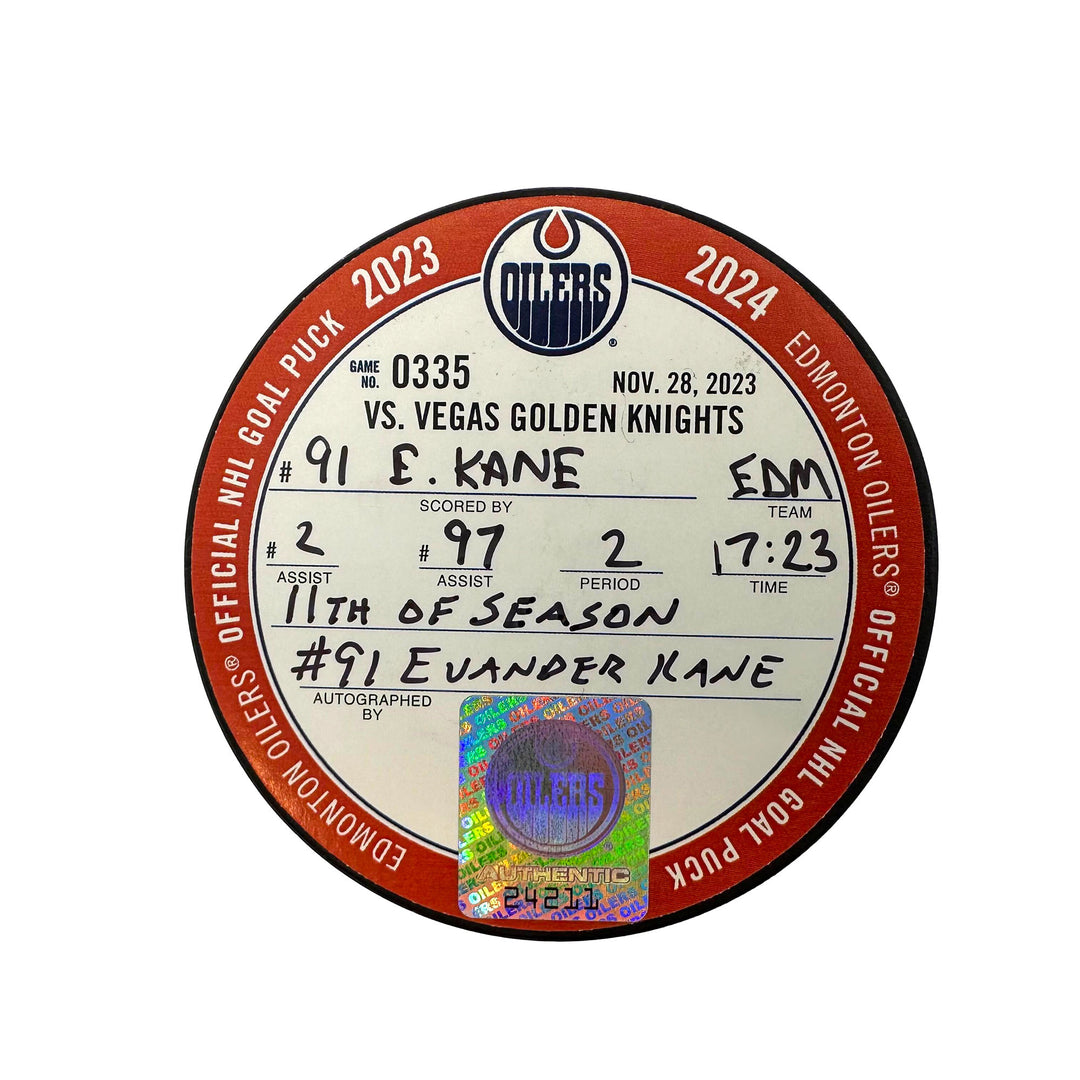 2023
2024
OFFICIAL NHL GOAL PUCK
EDMONTON OILERS®
EDMONTON OILERS®
OFFICIAL NHL GOAL PUCK
OILERS
®
GAME NO. 0335
NOV. 28, 2023
VS. VEGAS GOLDEN KNIGHTS
# 91 E. KANE
EDM
SCORED BY
TEAM
# 2
# 97
2
17:23
ASSIST
ASSIST
PERIOD
TIME
11TH OF SEASON
#91 EVANDER KANE
AUTOGRAPHED
BY
OILERS
®
AUTHENTIC
24211